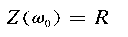 Z(ω₀) = R